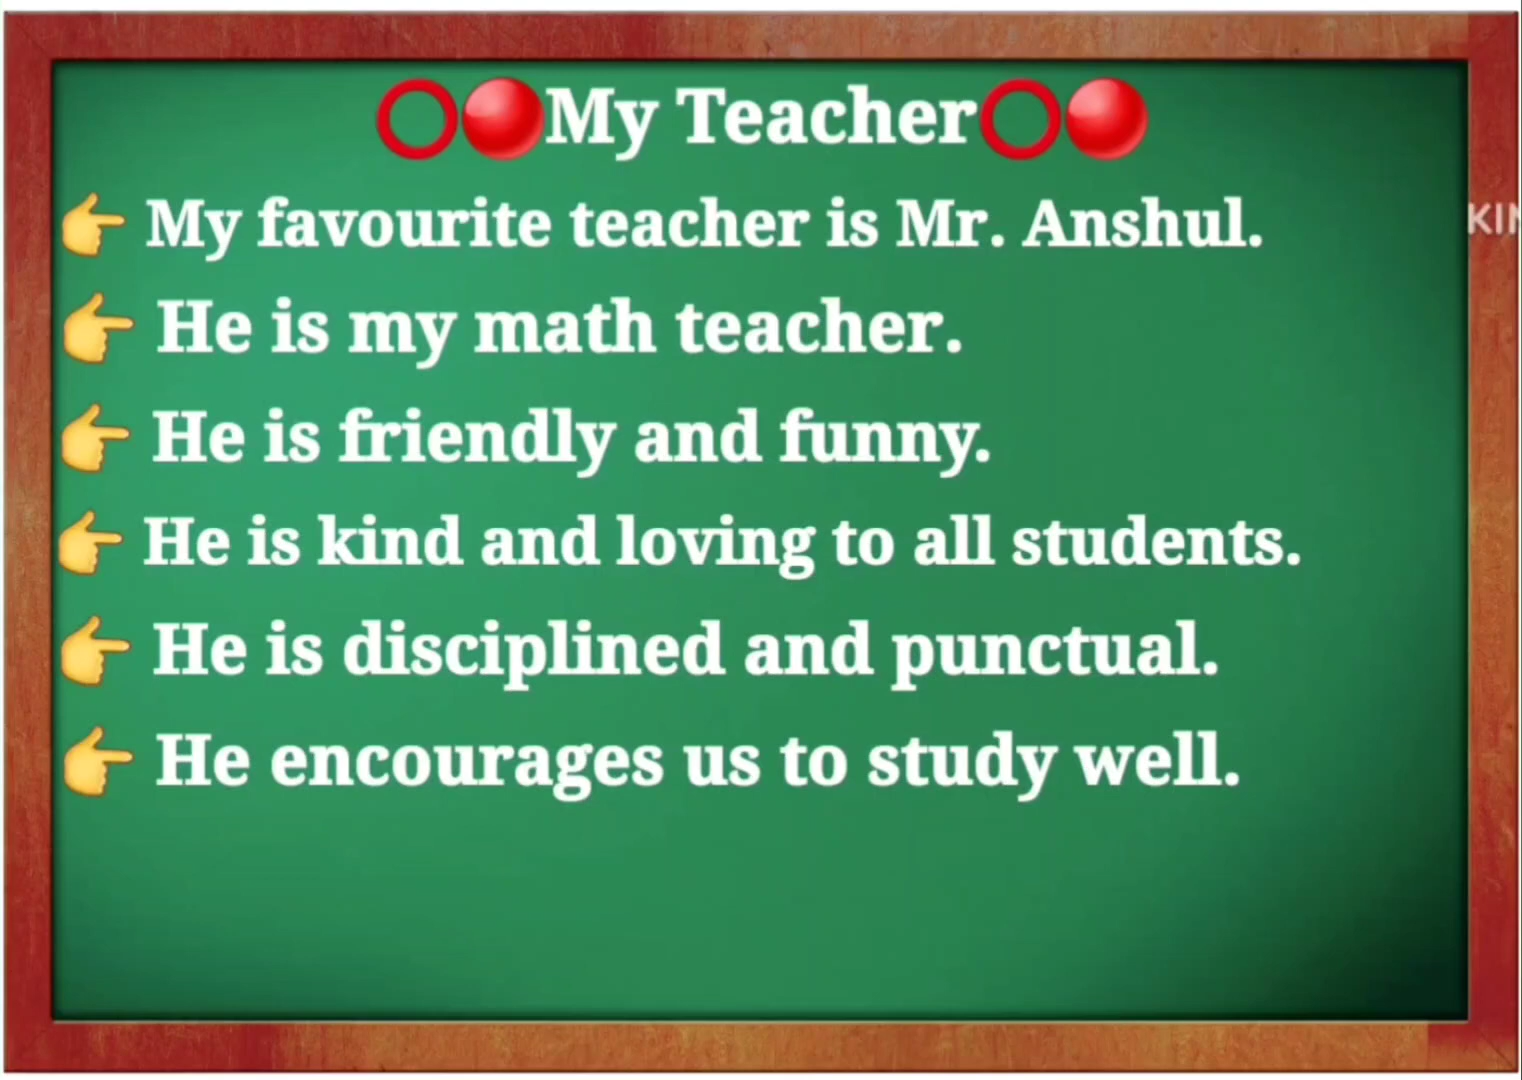 ⭕🔴My Teacher⭕🔴
👉 My favourite teacher is Mr. Anshul.
👉 He is my math teacher.
👉 He is friendly and funny.
👉 He is kind and loving to all students.
👉 He is disciplined and punctual.
👉 He encourages us to study well.